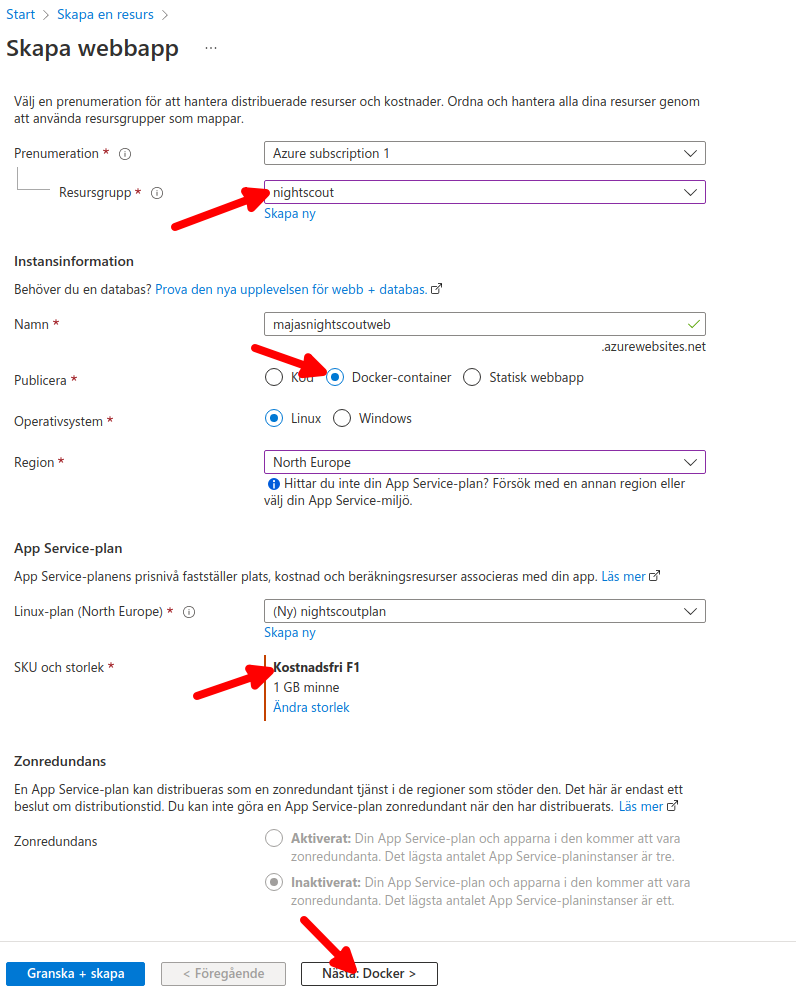 Start > Skapa en resurs >
Skapa webbapp ...
Välj en prenumeration för att hantera distribuerade resurser och kostnader. Ordna och hantera alla dina resurser genom
att använda resursgrupper som mappar.
Prenumeration *
Azure subscription 1
Resursgrupp *
nightscout
Skapa ny
Instansinformation
Behöver du en databas? Prova den nya upplevelsen för webb + databas.
Namn *
majasnightscoutweb
.azurewebsites.net
Publicera *
Kod Docker-container Statisk webbapp
Operativsystem *
Linux Windows
Region *
North Europe
Hittar du inte din App Service-plan? Försök med en annan region eller
välj din App Service-miljö.
App Service-plan
App Service-planens prisnivå fastställer plats, kostnad och beräkningsresurser associeras med din app. Läs mer
Linux-plan (North Europe) *
(Ny) nightscoutplan
Skapa ny
SKU och storlek *
Kostnadsfri F1
1 GB minne
Ändra storlek
Zonredundans
En App Service-plan kan distribueras som en zonredundant tjänst i de regioner som stöder den. Det här är endast ett
beslut om distributionstid. Du kan inte göra en App Service-plan zonredundant när den har distribuerats. Läs mer
Zonredundans
Aktiverat: Din App Service-plan och apparna i den kommer att vara
zonredundanta. Det lägsta antalet App Service-planinstanser är tre.
Inaktiverat: Din App Service-plan och apparna i den kommer att vara
zonredundanta. Det lägsta antalet App Service-planinstanser är ett.
Granska + skapa
< Föregående
Nästa: Docker >